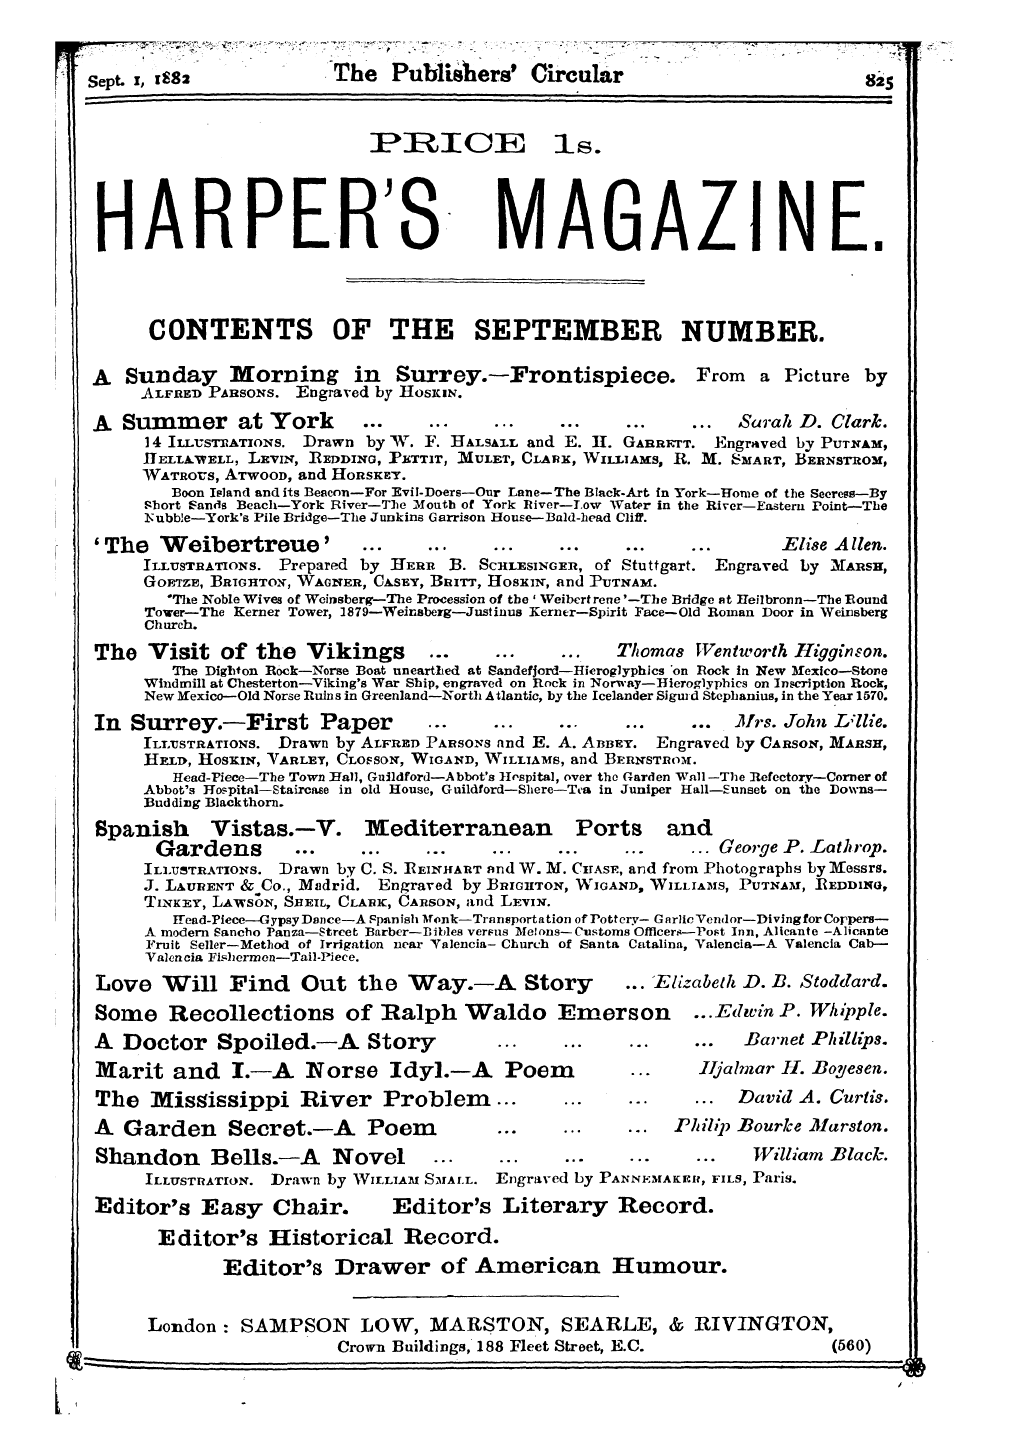 Sept. 1, 1882 The Publishers' Circular 825
PRICE 1s.
HARPER'S MAGAZINE.
CONTENTS OF THE SEPTEMBER NUMBER.
A Sunday Morning in Surrey.—Frontispiece. From a Picture by
ALFRED PARSONS. Engraved by HOSKIN.
A Summer at York ... ... ... ... ... ... Sarah D. Clark.
14 ILLUSTRATIONS. Drawn by W. F. HALSALL and E. H. GARRETT. Engraved by PUTNAM,
HELLAWELL, LEVIN, REDDING, PETTIT, MULET, CLARK, WILLIAMS, R. M. SMART, BERNSTROM,
WATROUS, ATWOOD, and HORSKEY.
Boon Island and its Beacon—For Evil-Doers—Our Lane—The Black-Art in York—Home of the Seeress—By
Short Sands Beach—York River—The Mouth of York River—Low Water in the River—Eastern Point—The
Nubble—York's Pile Bridge—The Junkins Garrison House—Bald-head Cliff.
'The Weibertreue' ... ... ... ... ... ... Elise Allen.
ILLUSTRATIONS. Prepared by HERR B. SCHLESINGER, of Stuttgart. Engraved by MARSH,
GOETZE, BRIGHTON, WAGNER, CASEY, BRITT, HOSKIN, and PUTNAM.
'The Noble Wives of Weinsberg—The Procession of the 'Weibertreue'—The Bridge at Heilbronn—The Round
Tower—The Kerner Tower, 1879—Weinsberg—Justinus Kerner—Spirit Face—Old Roman Door in Weinsberg
Church.
The Visit of the Vikings ... ... ... Thomas Wentworth Higginson.
The Dighton Rock—Norse Boat unearthed at Sandefjord—Hieroglyphics on Rock in New Mexico—Stone
Windmill at Chesterton—Viking's War Ship, engraved on Rock in Norway—Hieroglyphics on Inscription Rock,
New Mexico—Old Norse Ruins in Greenland—North Atlantic, by the Icelander Sigurd Stephanius, in the Year 1570.
In Surrey.—First Paper ... ... ... ... ... Mrs. John Lillie.
ILLUSTRATIONS. Drawn by ALFRED PARSONS and E. A. ABBEY. Engraved by CARSON, MARSH,
HELD, HOSKIN, VARLEY, CLOSSON, WIGAND, WILLIAMS, and BERNSTROM.
Head-Piece—The Town Hall, Guildford—Abbot's Hospital, over the Garden Wall—The Refectory—Corner of
Abbot's Hospital—Staircase in old House, Guildford—Shere—Tea in Juniper Hall—Sunset on the Downs—
Budding Blackthorn.
Spanish Vistas.—V. Mediterranean Ports and
Gardens ... ... ... ... ... ... ... George P. Lathrop.
ILLUSTRATIONS. Drawn by C. S. REINHART and W. M. CHASE, and from Photographs by Messrs.
J. LAURENT & Co., Madrid. Engraved by BRIGHTON, WIGAND, WILLIAMS, PUTNAM, REDDING,
TINKEY, LAWSON, SHEIL, CLARK, CARSON, and LEVIN.
Head-Piece—Gypsy Dance—A Spanish Monk—Transportation of Pottery—Garlic Vendor—Diving for Coppers—
A modern Sancho Panza—Street Barber—Bibles versus Melons—Customs Officers—Post Inn, Alicante—Alicante
Fruit Seller—Method of Irrigation near Valencia—Church of Santa Catalina, Valencia—A Valencia Cab—
Valencia Fishermen—Tail-Piece.
Love Will Find Out the Way.—A Story ... Elizabeth D. B. Stoddard.
Some Recollections of Ralph Waldo Emerson ... Edwin P. Whipple.
A Doctor Spoiled.—A Story ... ... ... ... Barnet Phillips.
Marit and I.—A Norse Idyl.—A Poem ... Hjalmar H. Boyesen.
The Mississippi River Problem ... ... ... ... David A. Curtis.
A Garden Secret.—A Poem ... ... ... Philip Bourke Marston.
Shandon Bells.—A Novel ... ... ... ... ... William Black.
ILLUSTRATION. Drawn by WILLIAM SMALL. Engraved by PANNEMAKER, FILS, Paris.
Editor's Easy Chair. Editor's Literary Record.
Editor's Historical Record.
Editor's Drawer of American Humour.
London: SAMPSON LOW, MARSTON, SEARLE, & RIVINGTON,
Crown Buildings, 188 Fleet Street, E.C. (560)